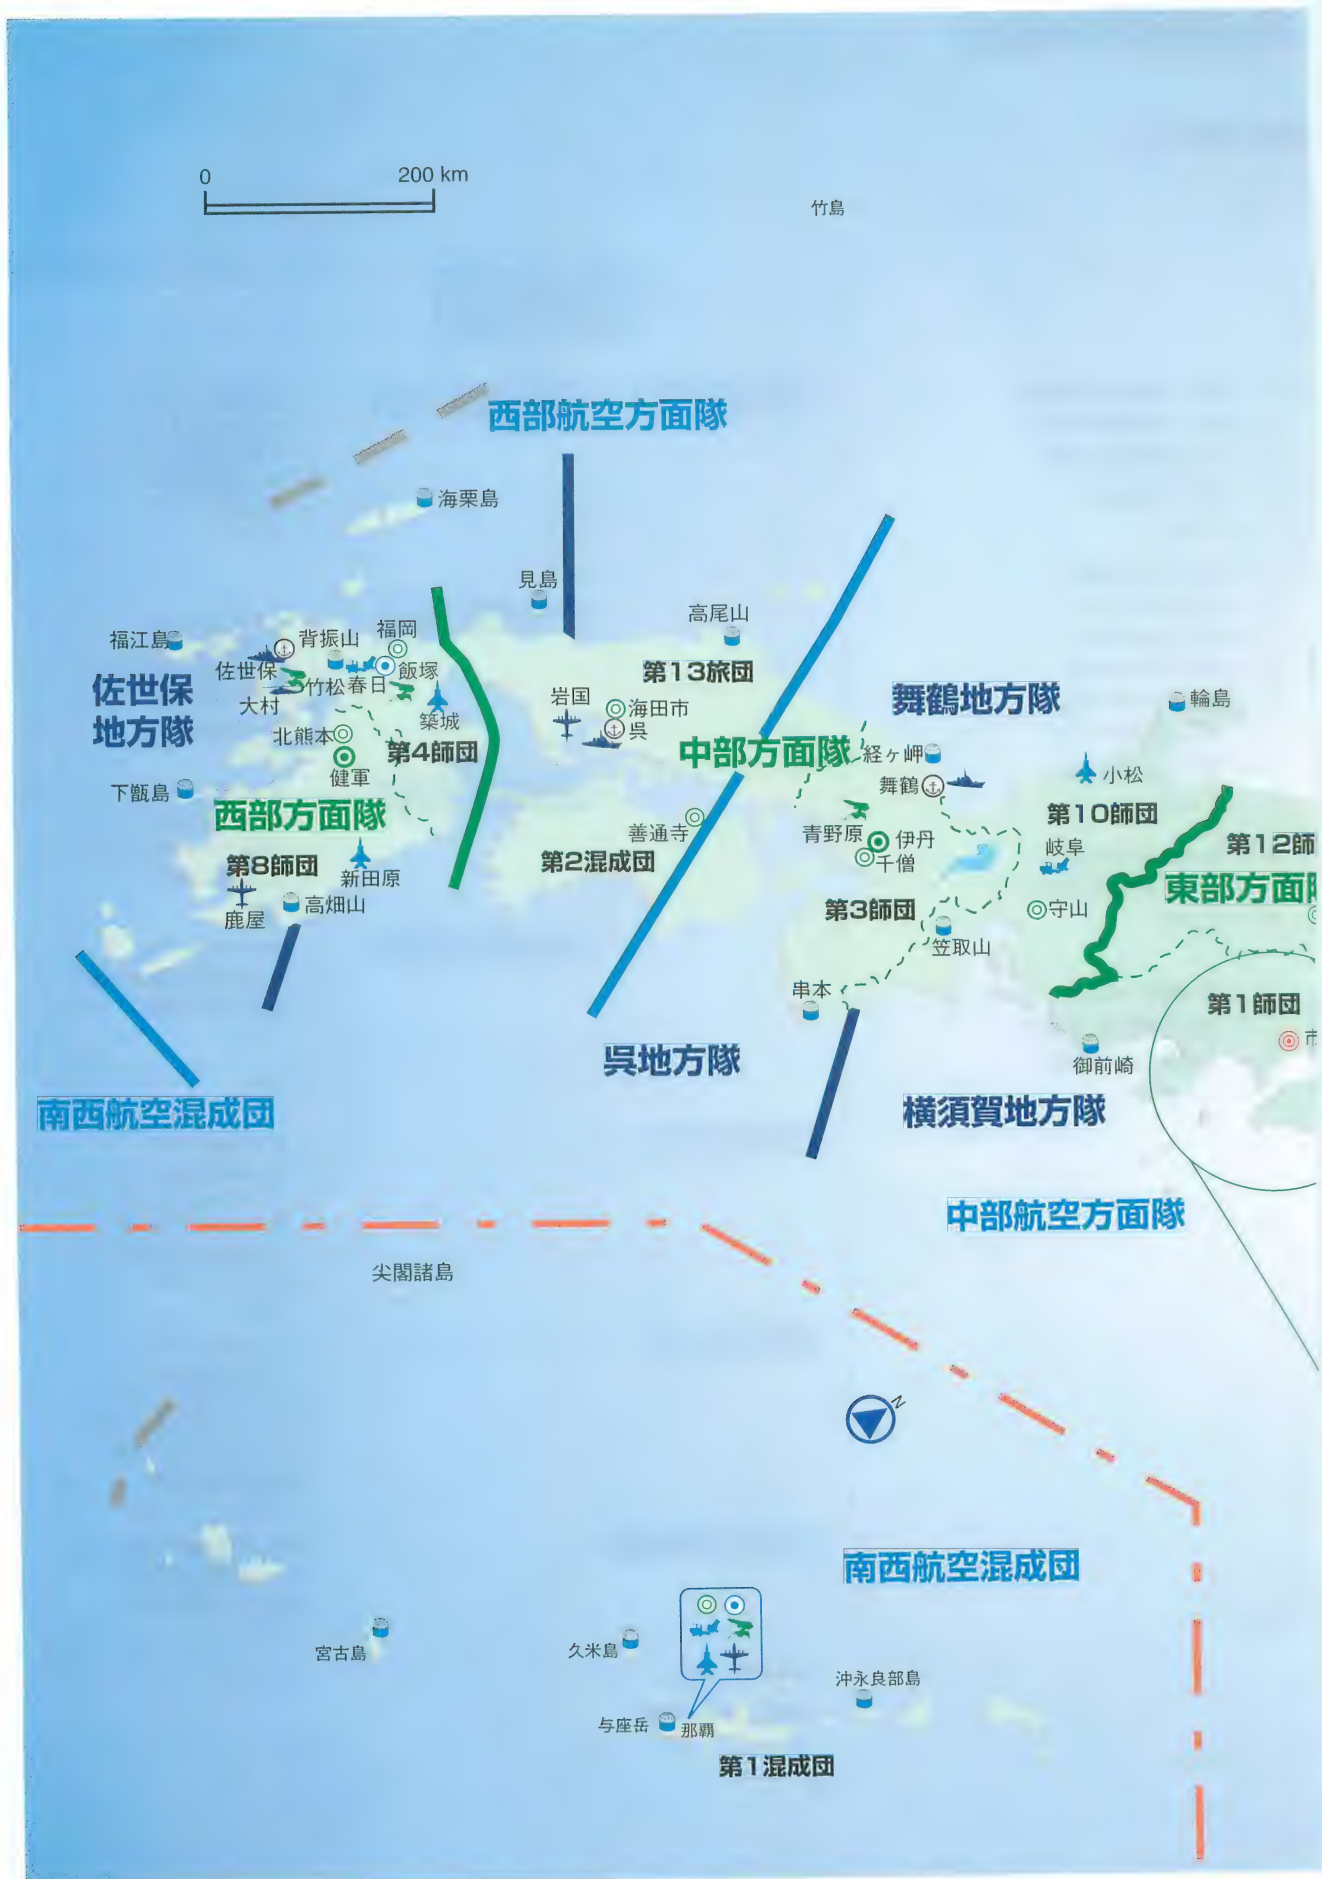 0
200 km
竹島
西部航空方面隊
海栗島
見島
高尾山
福江島
背振山
福岡
佐世保
竹松
春日
飯塚
第13旅団
佐世保
地方隊
大村
岩国
海田市
呉
舞鶴地方隊
輪島
北熊本
築城
第4師団
中部方面隊
経ヶ岬
健軍
舞鶴
小松
下甑島
西部方面隊
善通寺
青野原
伊丹
千僧
第10師団
岐阜
第12師
第8師団
新田原
第2混成団
東部方面
鹿屋
高畑山
第3師団
守山
笠取山
串本
第1師団
市
呉地方隊
御前崎
南西航空混成団
横須賀地方隊
中部航空方面隊
尖閣諸島
N
南西航空混成団
宮古島
久米島
沖永良部島
与座岳
那覇
第1混成団